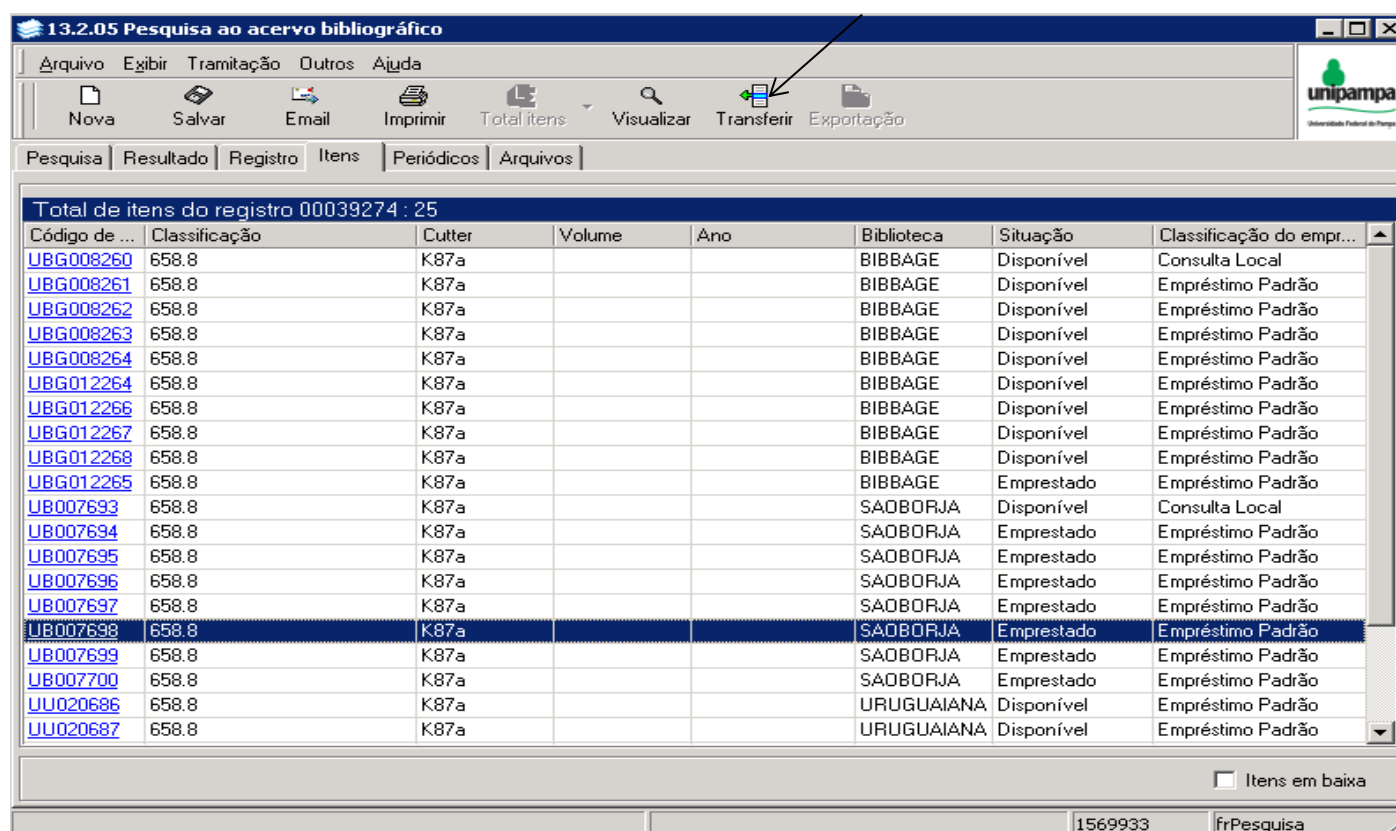 13.2.05 Pesquisa ao acervo bibliográfico
Arquivo Exibir Tramitação Outros Ajuda
Nova Salvar Email Imprimir Total itens Visualizar Transferir Exportação
unipampa
Universidade Federal do Pampa
Pesquisa Resultado Registro Itens Periódicos Arquivos
Total de itens do registro 00039274 : 25
Código de ... Classificação Cutter Volume Ano Biblioteca Situação Classificação do empr...
UBG008260 658.8 K87a BIBBAGE Disponível Consulta Local
UBG008261 658.8 K87a BIBBAGE Disponível Empréstimo Padrão
UBG008262 658.8 K87a BIBBAGE Disponível Empréstimo Padrão
UBG008263 658.8 K87a BIBBAGE Disponível Empréstimo Padrão
UBG008264 658.8 K87a BIBBAGE Disponível Empréstimo Padrão
UBG012264 658.8 K87a BIBBAGE Disponível Empréstimo Padrão
UBG012266 658.8 K87a BIBBAGE Disponível Empréstimo Padrão
UBG012267 658.8 K87a BIBBAGE Disponível Empréstimo Padrão
UBG012268 658.8 K87a BIBBAGE Disponível Empréstimo Padrão
UBG012265 658.8 K87a BIBBAGE Emprestado Empréstimo Padrão
UB007693 658.8 K87a SAOBORJA Disponível Consulta Local
UB007694 658.8 K87a SAOBORJA Emprestado Empréstimo Padrão
UB007695 658.8 K87a SAOBORJA Emprestado Empréstimo Padrão
UB007696 658.8 K87a SAOBORJA Emprestado Empréstimo Padrão
UB007697 658.8 K87a SAOBORJA Emprestado Empréstimo Padrão
UB007698 658.8 K87a SAOBORJA Emprestado Empréstimo Padrão
UB007699 658.8 K87a SAOBORJA Emprestado Empréstimo Padrão
UB007700 658.8 K87a SAOBORJA Emprestado Empréstimo Padrão
UU020686 658.8 K87a URUGUAIANA Disponível Empréstimo Padrão
UU020687 658.8 K87a URUGUAIANA Disponível Empréstimo Padrão
Itens em baixa
1569933 frPesquisa